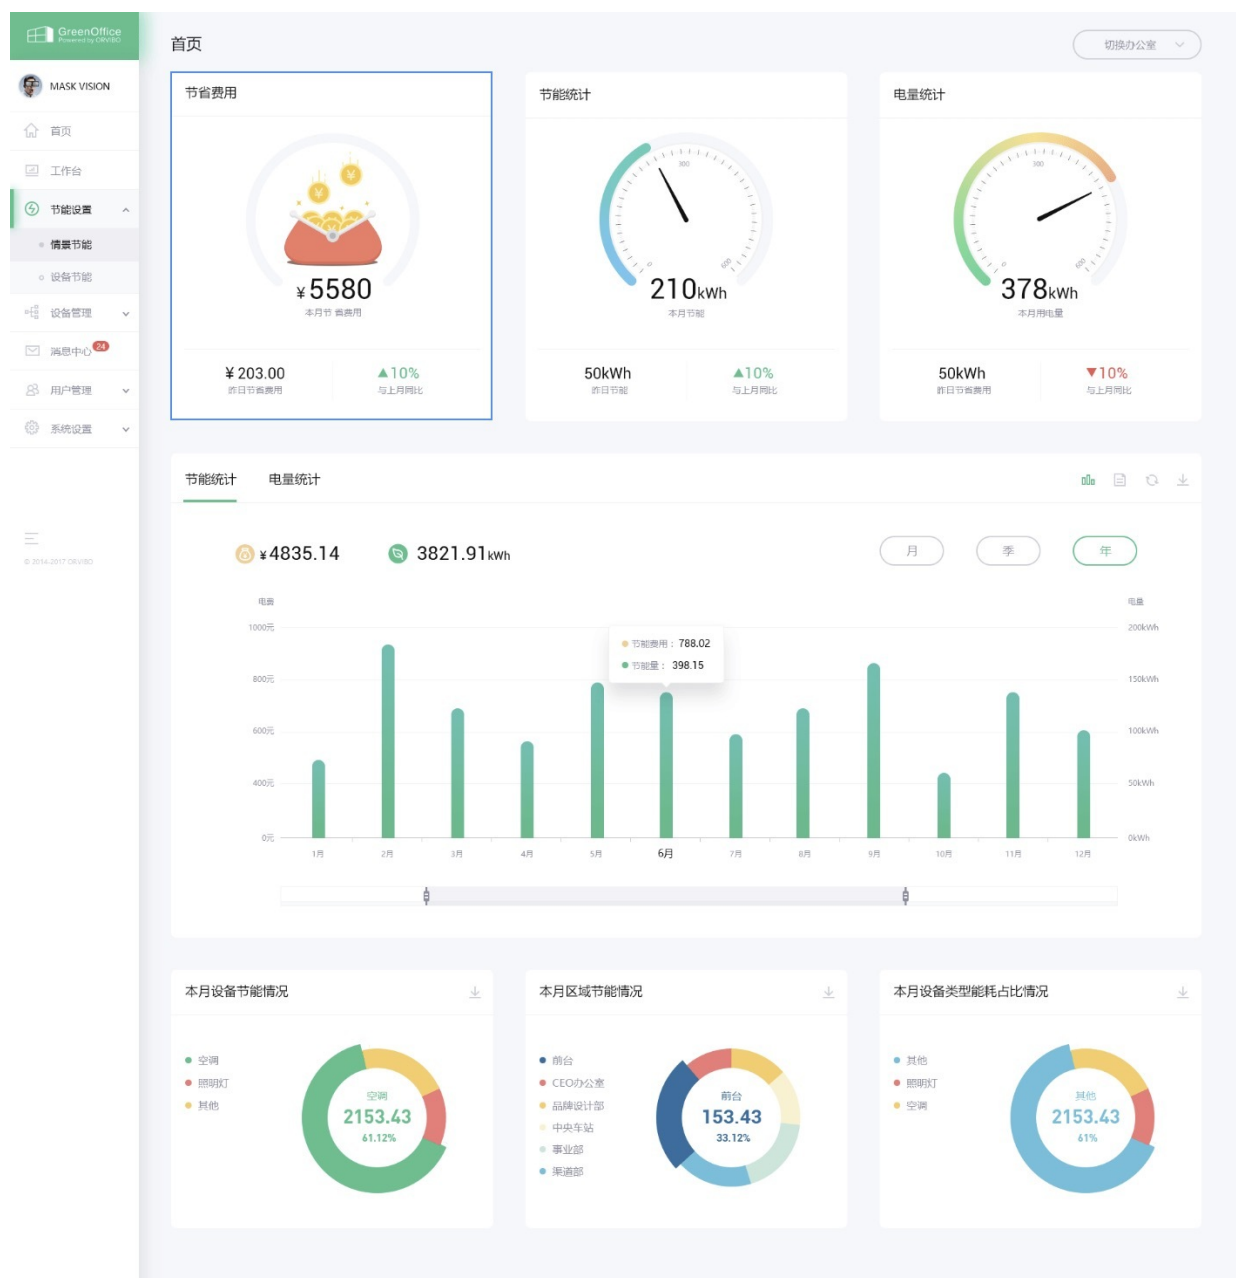 GreenOffice
Powered by ORVIBO
MASK VISION
首页
工作台
节能设置
情景节能
设备节能
设备管理
消息中心 24
用户管理
系统设置
© 2014-2017 ORVIBO
首页
切换办公室
节省费用
¥ 5580
本月节 省费用
¥ 203.00
昨日节省费用
▲10%
与上月同比
节能统计
300
0
600
210kWh
本月节能
50kWh
昨日节能
▲10%
与上月同比
电量统计
300
0
600
378kWh
本月用电量
50kWh
昨日节省费用
▼10%
与上月同比
节能统计
电量统计
¥ 4835.14
3821.91 kWh
月
季
年
电费
电量
1000元
800元
600元
400元
0元
200kWh
150kWh
100kWh
50kWh
0kWh
节能费用： 788.02
节能量： 398.15
1月
2月
3月
4月
5月
6月
7月
8月
9月
10月
11月
12月
本月设备节能情况
空调
照明灯
其他
空调
2153.43
61.12%
本月区域节能情况
前台
CEO办公室
品牌设计部
中央车站
事业部
渠道部
前台
153.43
33.12%
本月设备类型能耗占比情况
其他
照明灯
空调
其他
2153.43
61%